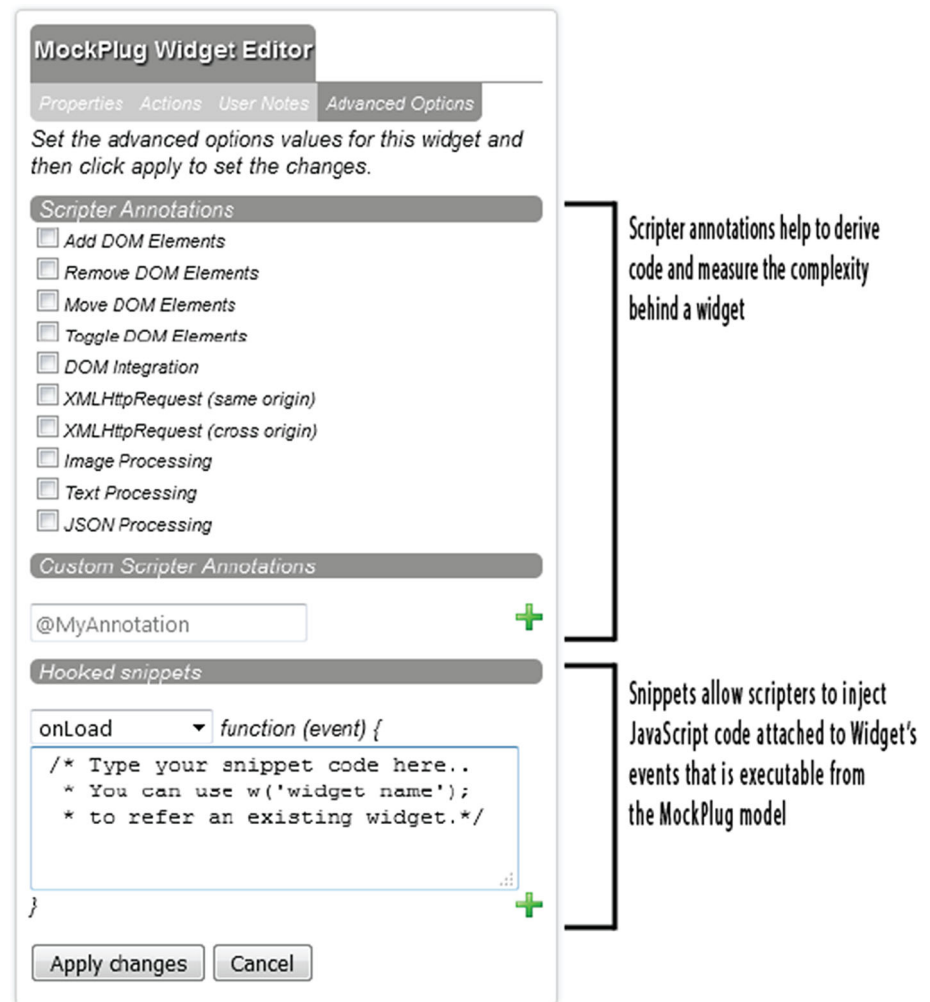 MockPlug Widget Editor
Properties Actions User Notes Advanced Options
Set the advanced options values for this widget and
then click apply to set the changes.
Scripter Annotations
Add DOM Elements
Remove DOM Elements
Move DOM Elements
Toggle DOM Elements
DOM Integration
XMLHttpRequest (same origin)
XMLHttpRequest (cross origin)
Image Processing
Text Processing
JSON Processing
Custom Scripter Annotations
@MyAnnotation
Hooked snippets
onLoad function (event) {
/* Type your snippet code here..
* You can use w('widget name');
* to refer an existing widget.*/
}
Apply changes Cancel
Scripter annotations help to derive
code and measure the complexity
behind a widget
Snippets allow scripters to inject
JavaScript code attached to Widget's
events that is executable from
the MockPlug model